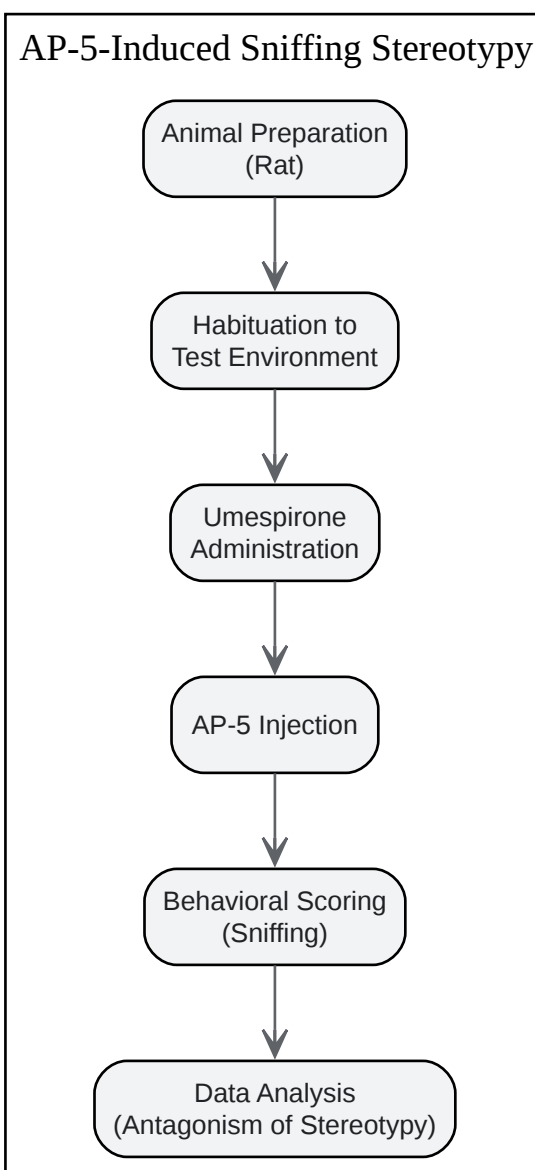 AP-5-Induced Sniffing Stereotypy
Animal Preparation
(Rat)
Habituation to
Test Environment
Umespirone
Administration
AP-5 Injection
Behavioral Scoring
(Sniffing)
Data Analysis
(Antagonism of Stereotypy)